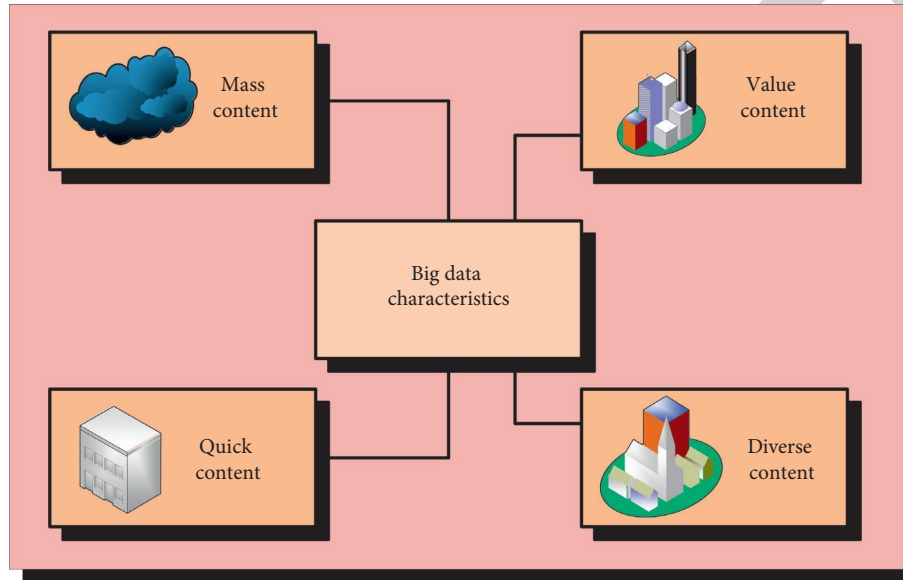 Mass
content
Value
content
Big data
characteristics
Quick
content
Diverse
content